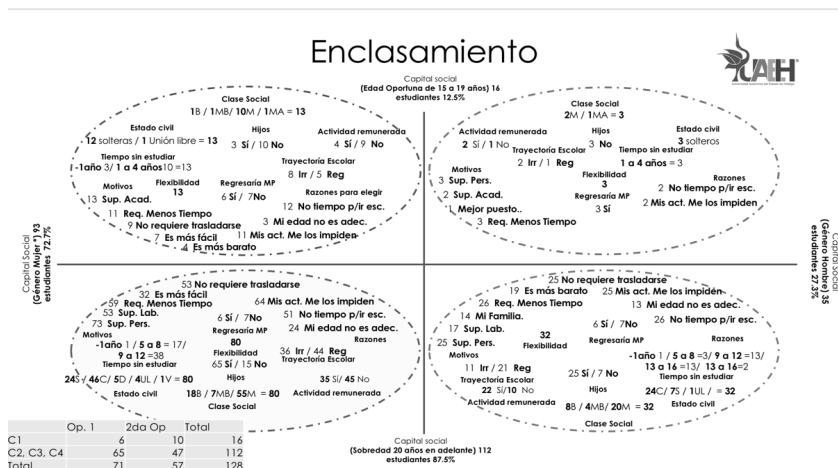 Enclasamiento
UAEH
Capital social
(Edad Oportuna de 15 a 19 años) 16
estudiantes 12.5%
Clase Social
1B / 1MB/ 10M / 1MA = 13
Estado civil
12 solteras / 1 Unión libre = 13
Hijos
3 Sí / 10 No
Actividad remunerada
4 Sí / 9 No
Tiempo sin estudiar
-1año 3/ 1 a 4 años10 =13
Trayectoria Escolar
8 Irr / 5 Reg
Motivos
Flexibilidad
13
Regresaría MP
6 Sí / 7No
Razones para elegir
13 Sup. Acad.
12 No tiempo p/ir esc.
11 Req. Menos Tiempo
3 Mi edad no es adec.
9 No requiere trasladarse
7 Es más fácil
11 Mis act. Me los impiden
4 Es más barato
Clase Social
2M / 1MA = 3
Actividad remunerada
2 Sí / 1 No
Hijos
3 No
Estado civil
3 solteros
Trayectoria Escolar
2 Irr / 1 Reg
Tiempo sin estudiar
1 a 4 años = 3
Motivos
3 Sup. Pers.
Flexibilidad
3
Razones
2 No tiempo p/ir esc.
2 Sup. Acad.
Regresaría MP
3 Sí
2 Mis act. Me los impiden
1 Mejor puesto..
3 Req. Menos Tiempo
Capital Social
(Género Mujer*) 93
estudiantes 72.7%
Capital Social
(Género Hombre) 35
estudiantes 27.3%
53 No requiere trasladarse
32 Es más fácil
64 Mis act. Me los impiden
59 Req. Menos Tiempo
53 Sup. Lab.
51 No tiempo p/ir esc.
73 Sup. Pers.
6 Sí / 7No
24 Mi edad no es adec.
Motivos
Regresaría MP
Razones
-1año 1 / 5 a 8 = 17/
9 a 12 =38
80
Flexibilidad
36 Irr / 44 Reg
Tiempo sin estudiar
65 Sí / 15 No
Trayectoria Escolar
24S / 46C/ 5D / 4UL / 1V = 80
Hijos
35 Sí/ 45 No
Estado civil
18B / 7MB/ 55M = 80
Actividad remunerada
Clase Social
25 No requiere trasladarse
19 Es más barato
25 Mis act. Me los impiden
26 Req. Menos Tiempo
13 Mi edad no es adec.
14 Mi Familia.
26 No tiempo p/ir esc.
17 Sup. Lab.
32
Flexibilidad
6 Sí / 7No
25 Sup. Pers.
Regresaría MP
Razones
Motivos
-1año 1 / 5 a 8 =3/ 9 a 12 =13/
13 a 16 =13/ 13 a 16=2
11 Irr / 21 Reg
Trayectoria Escolar
25 Sí / 7 No
Tiempo sin estudiar
22 Sí/10 No
Actividad remunerada
Hijos
24C/ 7S / 1UL / = 32
Estado civil
8B / 4MB/ 20M = 32
Clase Social
Capital social
(Sobredad 20 años en adelante) 112
estudiantes 87.5%
Op. 1 2da Op Total
C1 6 10 16
C2, C3, C4 65 47 112
Total 71 57 128